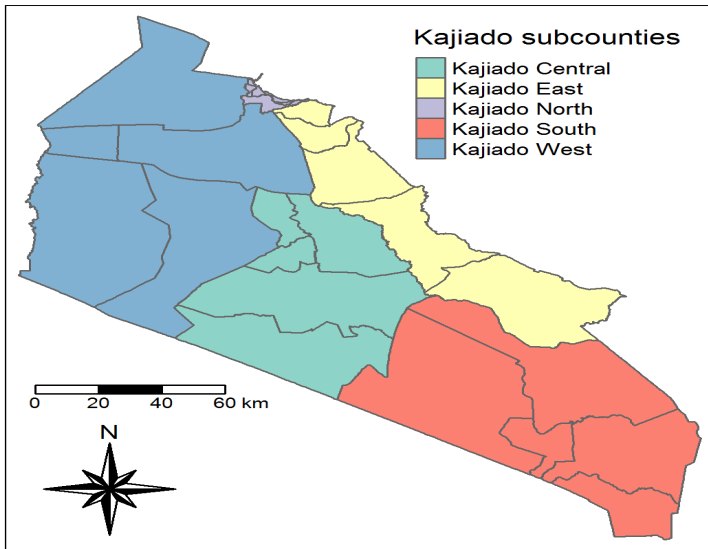 Kajiado subcounties
Kajiado Central
Kajiado East
Kajiado North
Kajiado South
Kajiado West
0 20 40 60 km
N